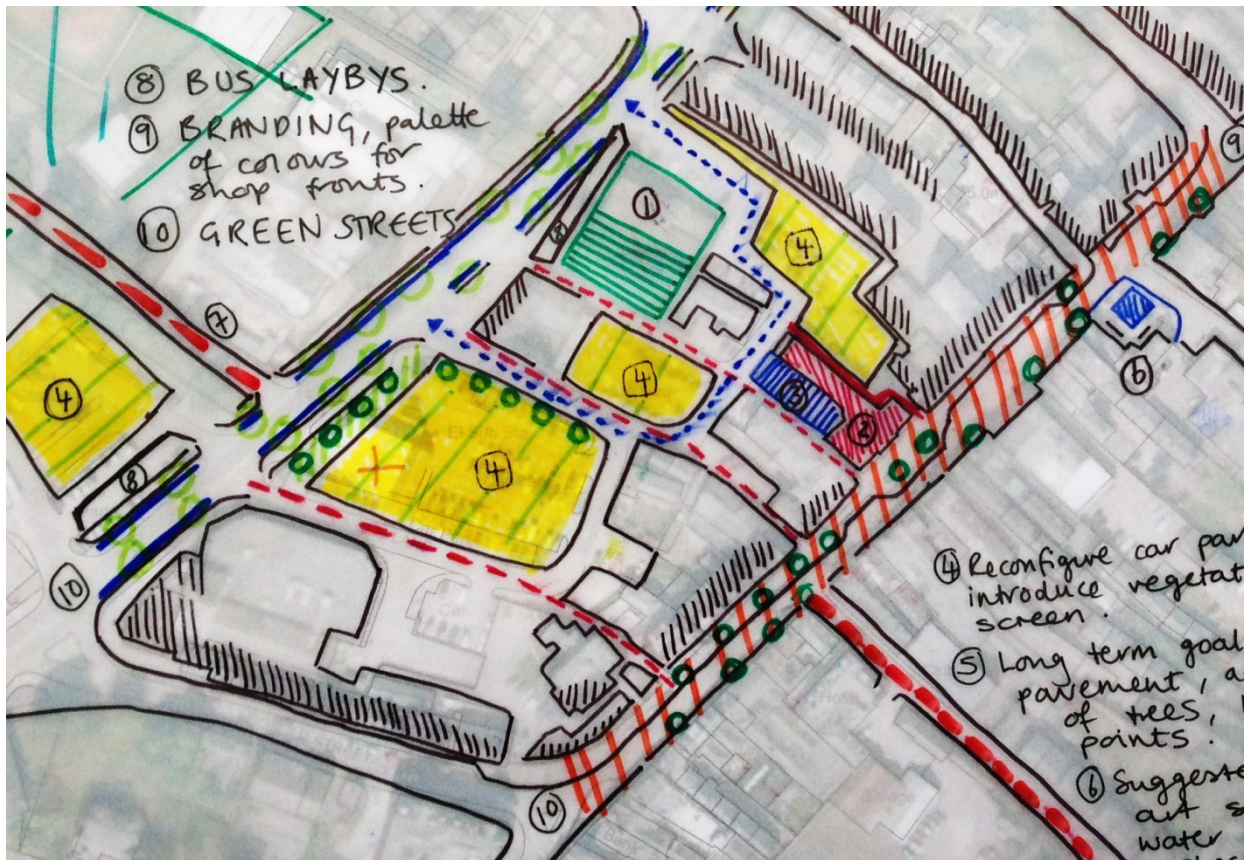 ⑧ BUS LAYBYS.
⑨ BRANDING, palette
of colours for
shop fronts.
⑩ GREEN STREETS
①
④
⑨
⑧
⑦
④
④
③
②
⑥
④
⑧
⑩
④ Reconfigure car par
introduce vegetat
screen.
⑤ Long term goal
pavement, a
of trees,
points.
⑥ Suggeste
art s
water
⑩